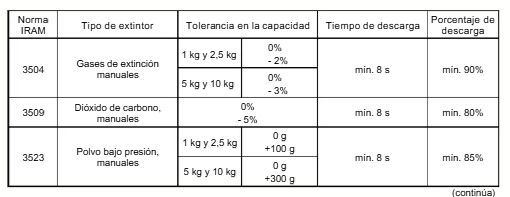 Norma IRAM | Tipo de extintor | Tolerancia en la capacidad | Tiempo de descarga | Porcentaje de descarga
3504 | Gases de extinción manuales | 1 kg y 2,5 kg | 0% - 2% | mín. 8 s | mín. 90%
5 kg y 10 kg | 0% - 3%
3509 | Dióxido de carbono, manuales | 0% - 5% | mín. 8 s | mín. 80%
3523 | Polvo bajo presión, manuales | 1 kg y 2,5 kg | 0 g +100 g | mín. 8 s | mín. 85%
5 kg y 10 kg | 0 g +300 g
(continúa)